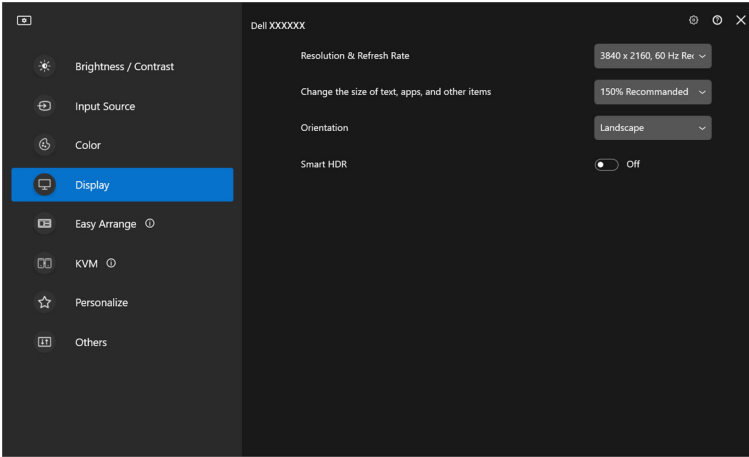 Dell XXXXXX
Brightness / Contrast
Input Source
Color
Display
Easy Arrange
KVM
Personalize
Others
Resolution & Refresh Rate
3840 x 2160, 60 Hz Rec
Change the size of text, apps, and other items
150% Recommanded
Orientation
Landscape
Smart HDR
Off